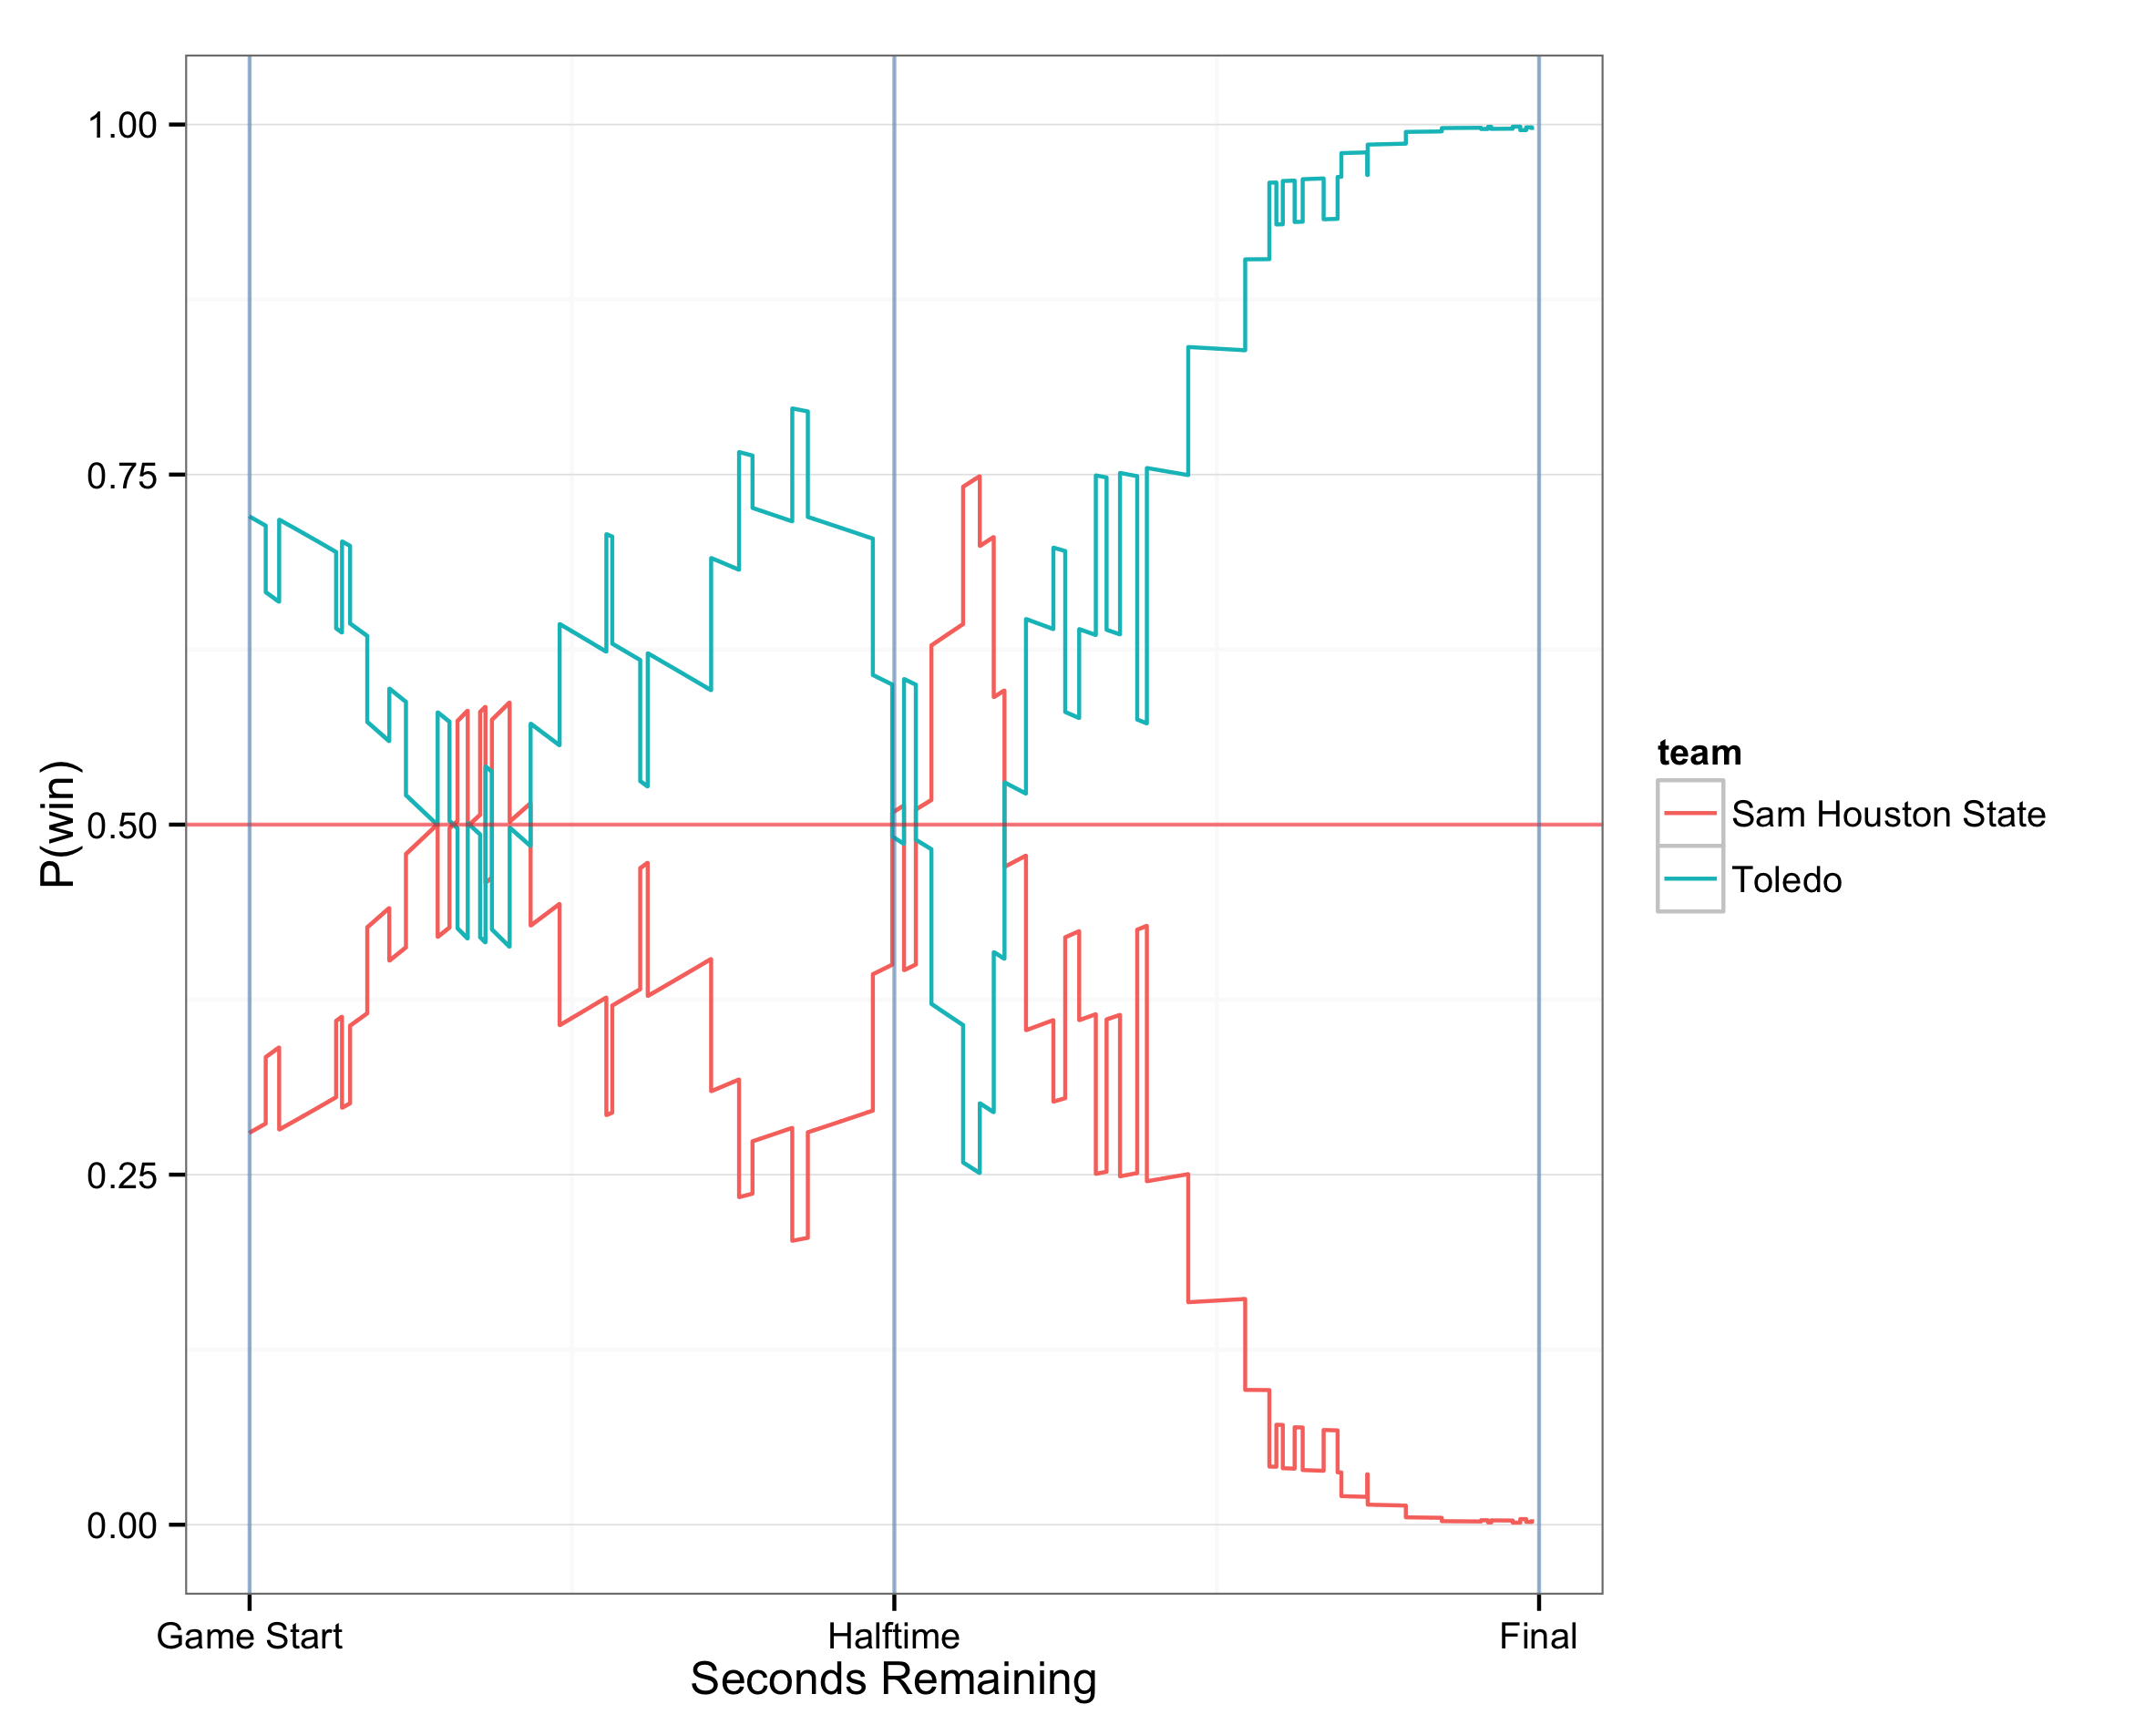 P(win)
1.00
0.75
0.50
0.25
0.00
Game Start
Halftime
Final
Seconds Remaining
team
Sam Houston State
Toledo